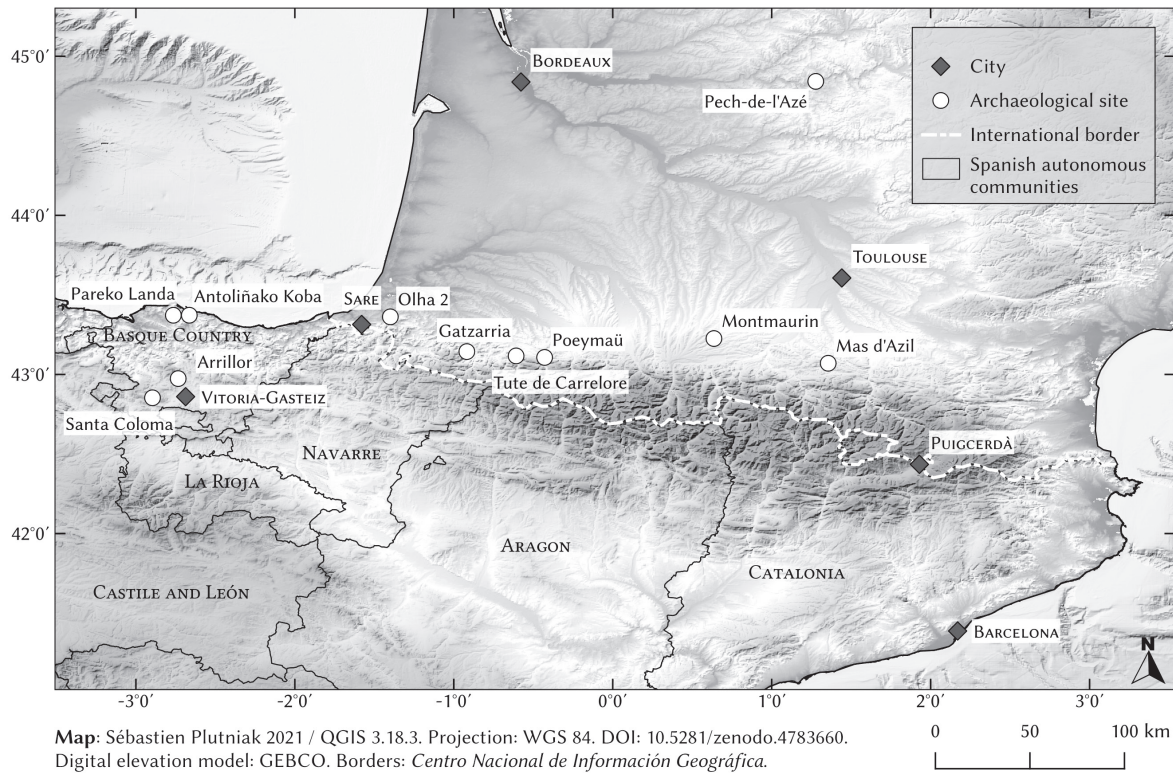 45°0'
44°0'
43°0'
42°0'
BORDEAUX
Pech-de-l'Azé
City
Archaeological site
International border
Spanish autonomous
communities
TOULOUSE
Pareko Landa
Antoliñako Koba
SARE
Olha 2
BASQUE COUNTRY
Gatzarria
Poeymaü
Montmaurin
Mas d'Azil
Arrillor
Tute de Carrelore
VITORIA-GASTEIZ
Santa Coloma
PUIGCERDÀ
NAVARRE
LA RIOJA
ARAGON
CATALONIA
CASTILE AND LEÓN
BARCELONA
N
-3°0'
-2°0'
-1°0'
0°0'
1°0'
2°0'
3°0'
Map: Sébastien Plutniak 2021 / QGIS 3.18.3. Projection: WGS 84. DOI: 10.5281/zenodo.4783660.
Digital elevation model: GEBCO. Borders: Centro Nacional de Información Geográfica.
0
50
100 km